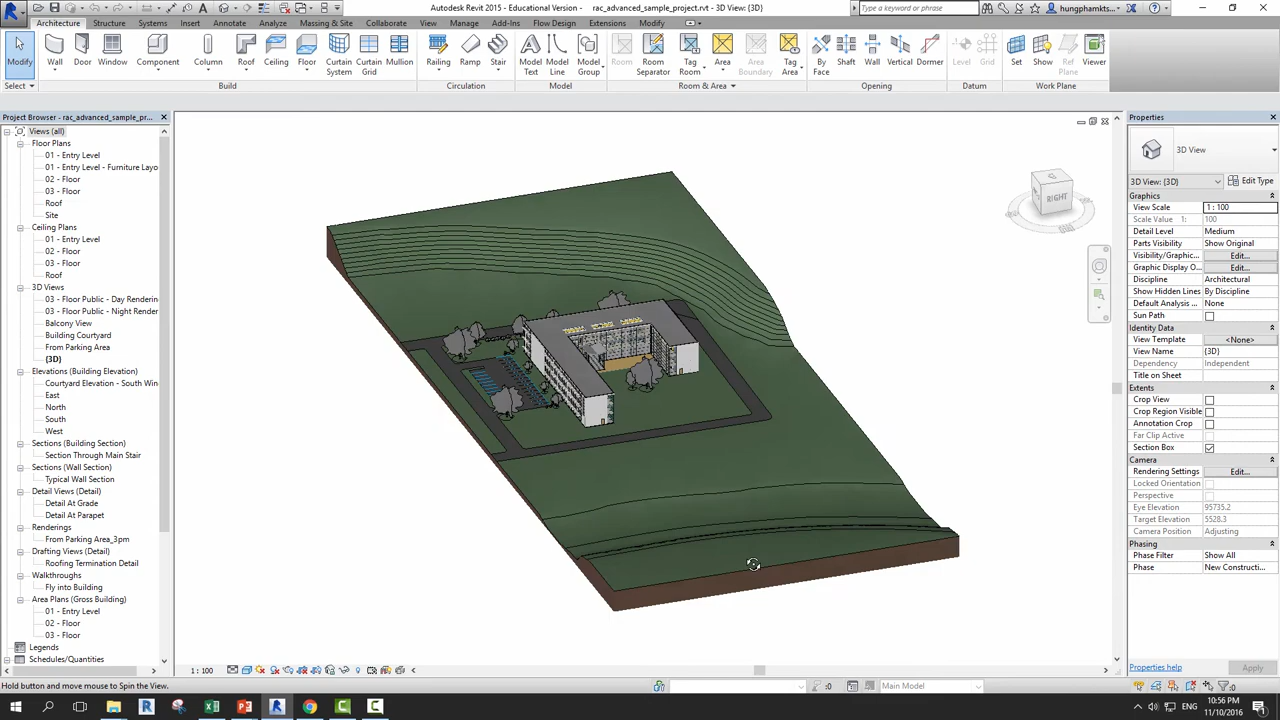 Autodesk Revit 2015 - Educational Version - rac_advanced_sample_project.rvt - 3D View: {3D}
Type a keyword or phrase
hungphamkts...
Architecture Structure Systems Insert Annotate Analyze Massing & Site Collaborate View Manage Add-Ins Flow Design Extensions Modify
Modify Wall Door Window Component Column Roof Ceiling Floor Curtain System Curtain Grid Mullion Railing Ramp Stair Model Text Model Line Model Group Room Room Separator Tag Room Area Area Boundary Tag Area By Face Shaft Wall Vertical Dormer Level Grid Set Show Ref Plane Viewer
Select Build Circulation Model Room & Area Opening Datum Work Plane
Project Browser - rac_advanced_sample_pr...
Views (all)
Floor Plans
01 - Entry Level
01 - Entry Level - Furniture Layo
02 - Floor
03 - Floor
Roof
Site
Ceiling Plans
01 - Entry Level
02 - Floor
03 - Floor
Roof
3D Views
03 - Floor Public - Day Renderin
03 - Floor Public - Night Render
Balcony View
Building Courtyard
From Parking Area
{3D}
Elevations (Building Elevation)
Courtyard Elevation - South Win
East
North
South
West
Sections (Building Section)
Section Through Main Stair
Sections (Wall Section)
Typical Wall Section
Detail Views (Detail)
Detail At Grade
Detail At Parapet
Renderings
From Parking Area_3pm
Drafting Views (Detail)
Roofing Termination Detail
Walkthroughs
Fly into Building
Area Plans (Gross Building)
01 - Entry Level
02 - Floor
03 - Floor
Legends
Schedules/Quantities
RIGHT
Properties
3D View
3D View: {3D} Edit Type
Graphics
View Scale 1 : 100
Scale Value 1: 100
Detail Level Medium
Parts Visibility Show Original
Visibility/Graphic... Edit...
Graphic Display O... Edit...
Discipline Architectural
Show Hidden Lines By Discipline
Default Analysis ... None
Sun Path
Identity Data
View Template <None>
View Name {3D}
Dependency Independent
Title on Sheet
Extents
Crop View
Crop Region Visible
Annotation Crop
Far Clip Active
Section Box
Camera
Rendering Settings Edit...
Locked Orientation
Perspective
Eye Elevation 95735.2
Target Elevation 5528.3
Camera Position Adjusting
Phasing
Phase Filter Show All
Phase New Constructi...
Properties help Apply
1 : 100
Hold button and move mouse to Spin the View.
:0 Main Model :0
ENG 10:56 PM
11/10/2016